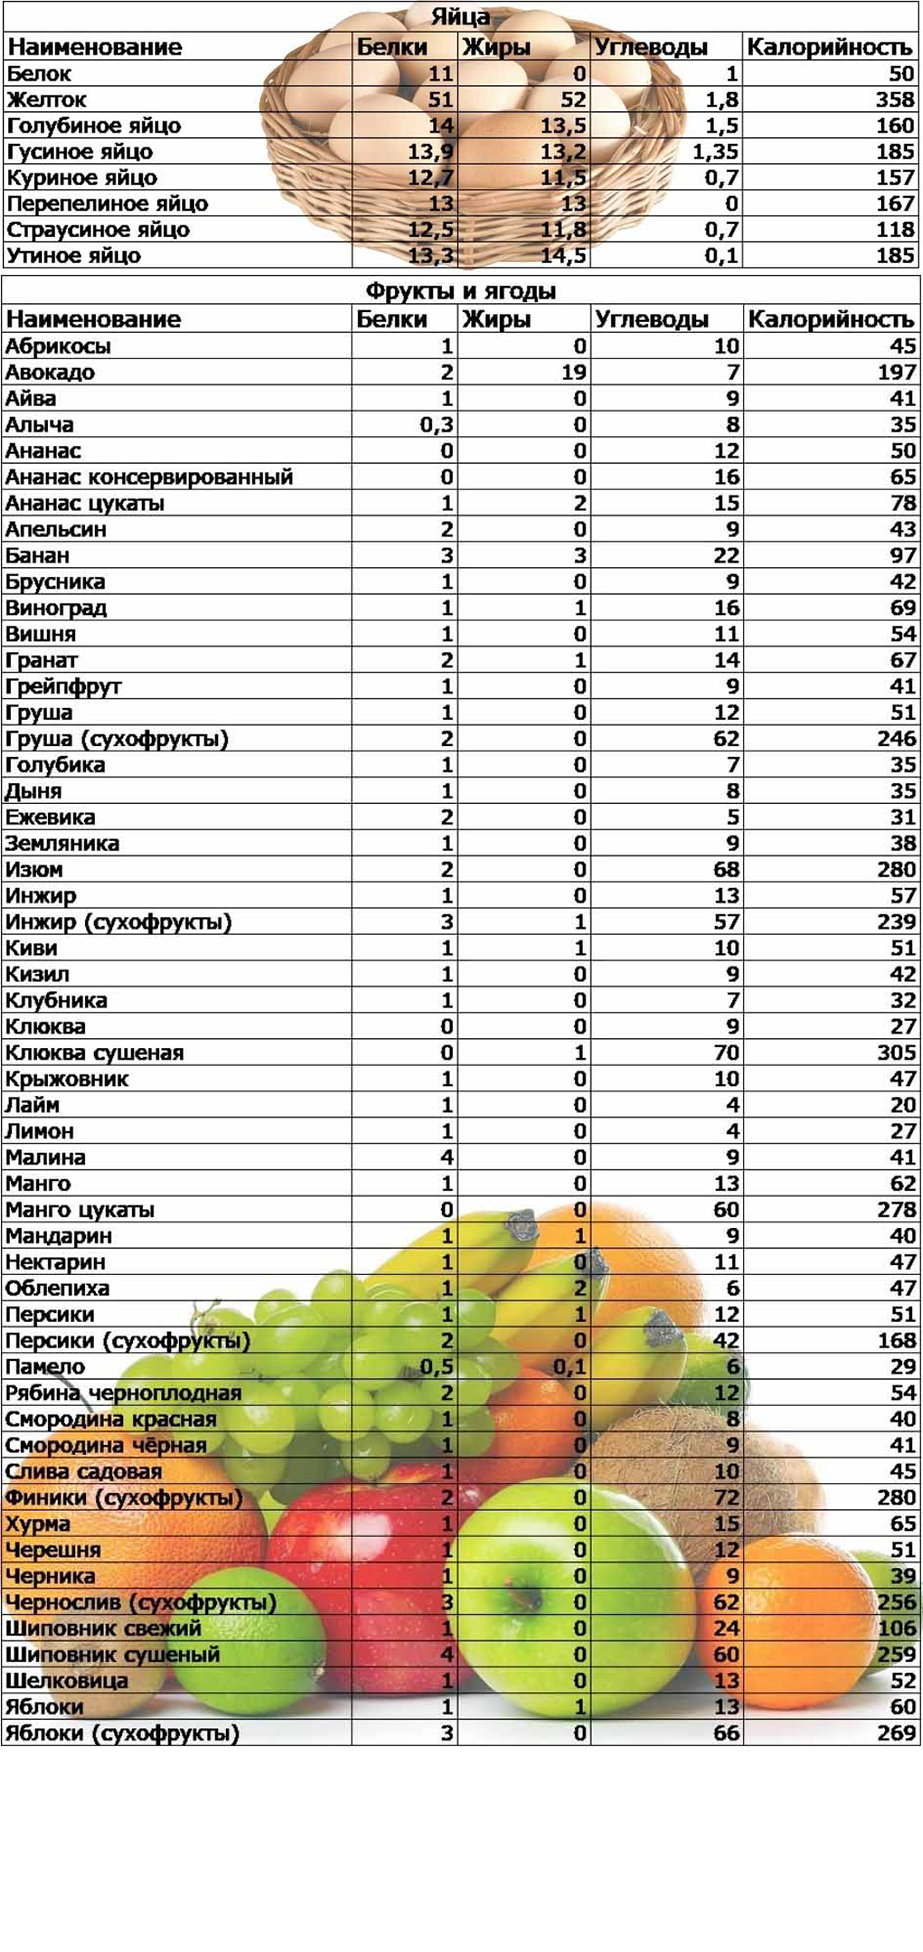 Яйца
Наименование Белки Жиры Углеводы Калорийность
Белок 11 0 1 50
Желток 51 52 1,8 358
Голубиное яйцо 14 13,5 1,5 160
Гусиное яйцо 13,9 13,2 1,35 185
Куриное яйцо 12,7 11,5 0,7 157
Перепелиное яйцо 13 13 0 167
Страусиное яйцо 12,5 11,8 0,7 118
Утиное яйцо 13,3 14,5 0,1 185
Фрукты и ягоды
Наименование Белки Жиры Углеводы Калорийность
Абрикосы 1 0 10 45
Авокадо 2 19 7 197
Айва 1 0 9 41
Алыча 0,3 0 8 35
Ананас 0 0 12 50
Ананас консервированный 0 0 16 65
Ананас цукаты 1 2 15 78
Апельсин 2 0 9 43
Банан 3 3 22 97
Брусника 1 0 9 42
Виноград 1 1 16 69
Вишня 1 0 11 54
Гранат 2 1 14 67
Грейпфрут 1 0 9 41
Груша 1 0 12 51
Груша (сухофрукты) 2 0 62 246
Голубика 1 0 7 35
Дыня 1 0 8 35
Ежевика 2 0 5 31
Земляника 1 0 9 38
Изюм 2 0 68 280
Инжир 1 0 13 57
Инжир (сухофрукты) 3 1 57 239
Киви 1 1 10 51
Кизил 1 0 9 42
Клубника 1 0 7 32
Клюква 0 0 9 27
Клюква сушеная 0 1 70 305
Крыжовник 1 0 10 47
Лайм 1 0 4 20
Лимон 1 0 4 27
Малина 4 0 9 41
Манго 1 0 13 62
Манго цукаты 0 0 60 278
Мандарин 1 1 9 40
Нектарин 1 0 11 47
Облепиха 1 2 6 47
Персики 1 1 12 51
Персики (сухофрукты) 2 0 42 168
Памело 0,5 0,1 6 29
Рябина черноплодная 2 0 12 54
Смородина красная 1 0 8 40
Смородина чёрная 1 0 9 41
Слива садовая 1 0 10 45
Финики (сухофрукты) 2 0 72 280
Хурма 1 0 15 65
Черешня 1 0 12 51
Черника 1 0 9 39
Чернослив (сухофрукты) 3 0 62 256
Шиповник свежий 1 0 24 106
Шиповник сушеный 4 0 60 259
Шелковица 1 0 13 52
Яблоки 1 1 13 60
Яблоки (сухофрукты) 3 0 66 269